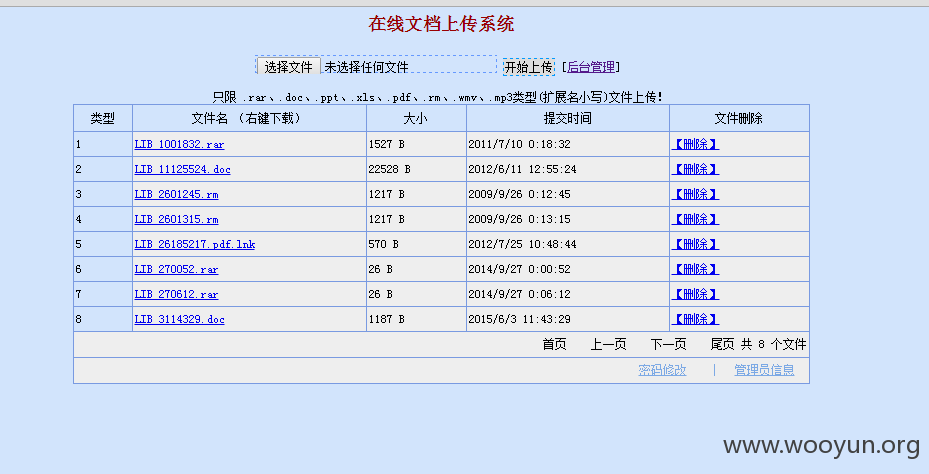 在线文档上传系统
选择文件 未选择任何文件 开始上传 [后台管理]
只限 .rar、.doc、.ppt、.xls、.pdf、.rm、.wmv、.mp3类型(扩展名小写)文件上传!
类型 文件名 （右键下载） 大小 提交时间 文件删除
1 LIB_1001832.rar 1527 B 2011/7/10 0:18:32 【删除】
2 LIB_11125524.doc 22528 B 2012/6/11 12:55:24 【删除】
3 LIB_2601245.rm 1217 B 2009/9/26 0:12:45 【删除】
4 LIB_2601315.rm 1217 B 2009/9/26 0:13:15 【删除】
5 LIB_26185217.pdf.lnk 570 B 2012/7/25 10:48:44 【删除】
6 LIB_270052.rar 26 B 2014/9/27 0:00:52 【删除】
7 LIB_270612.rar 26 B 2014/9/27 0:06:12 【删除】
8 LIB_3114329.doc 1187 B 2015/6/3 11:43:29 【删除】
首页 上一页 下一页 尾页 共 8 个文件
密码修改 | 管理员信息
www.wooyun.org